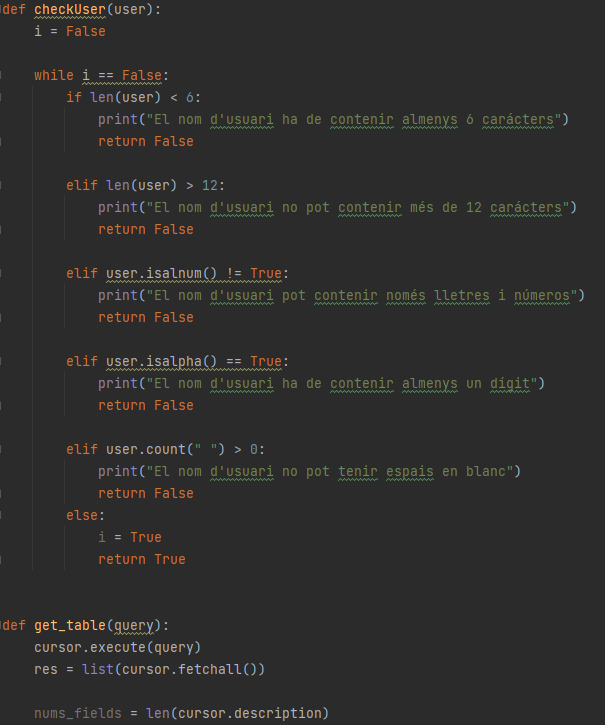 def checkUser(user):
i = False
while i == False:
if len(user) < 6:
print("El nom d'usuari ha de contenir almenys 6 carácters")
return False
elif len(user) > 12:
print("El nom d'usuari no pot contenir més de 12 carácters")
return False
elif user.isalnum() != True:
print("El nom d'usuari pot contenir només lletres i números")
return False
elif user.isalpha() == True:
print("El nom d'usuari ha de contenir almenys un dígit")
return False
elif user.count(" ") > 0:
print("El nom d'usuari no pot tenir espais en blanc")
return False
else:
i = True
return True
def get_table(query):
cursor.execute(query)
res = list(cursor.fetchall())
nums_fields = len(cursor.description)